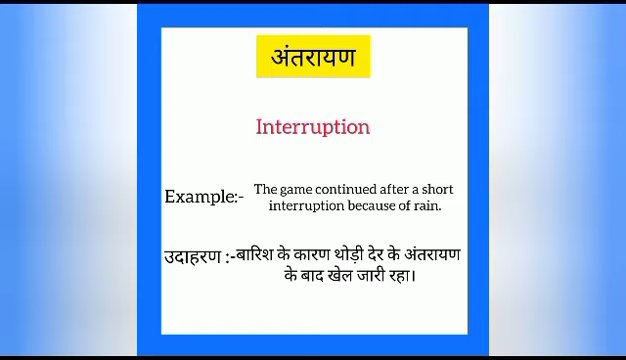 अंतरायण
Interruption
Example:- The game continued after a short
interruption because of rain.
उदाहरण :-बारिश के कारण थोड़ी देर के अंतरायण
के बाद खेल जारी रहा।